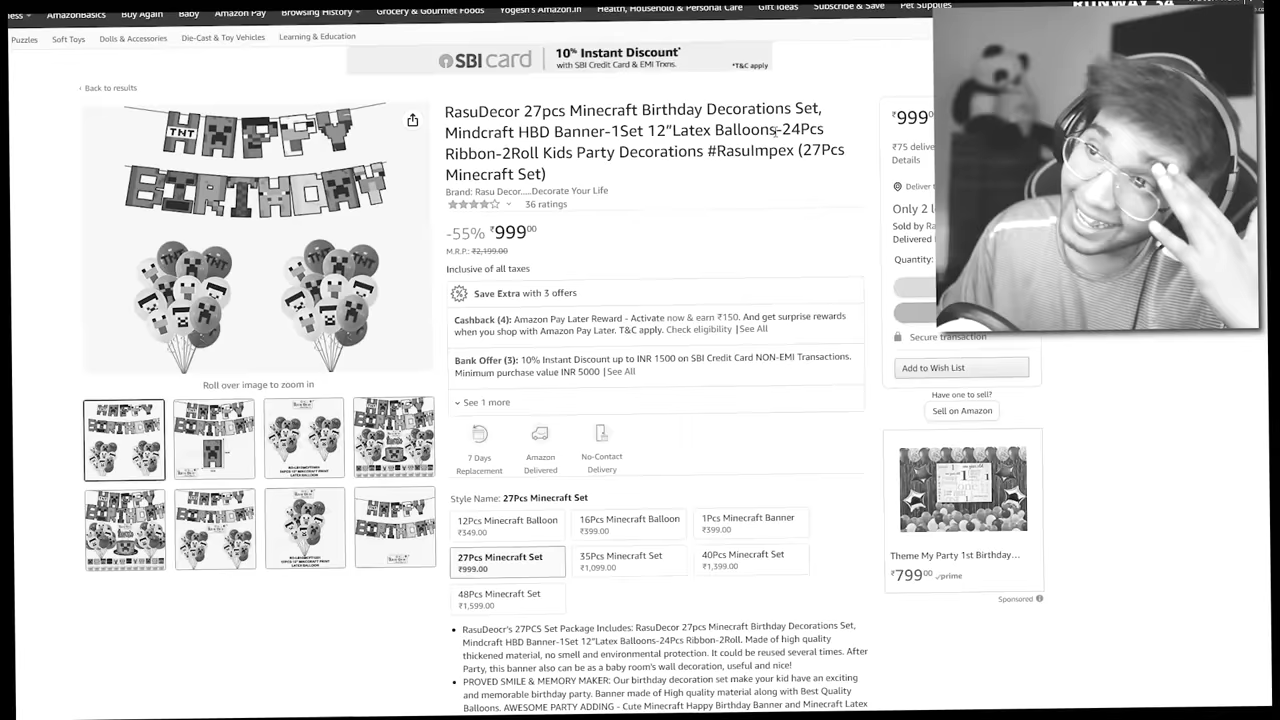 AmazonBasics Buy Again Baby Amazon Pay Browsing History Grocery & Gourmet Foods Yogesh's Amazon.in Health, Household & Personal Care Gift Ideas Subscribe & Save Pet Supplies
Puzzles Soft Toys Dolls & Accessories Die-Cast & Toy Vehicles Learning & Education
SBI card 10% Instant Discount*
with SBI Credit Card & EMI Txns. *T&C apply
‹ Back to results
HAPPY
TNT
BIRTHDAY
Roll over image to zoom in
RasuDecor 27pcs Minecraft Birthday Decorations Set,
Mindcraft HBD Banner-1Set 12"Latex Balloons-24Pcs
Ribbon-2Roll Kids Party Decorations #RasuImpex (27Pcs
Minecraft Set)
Brand: Rasu Decor.....Decorate Your Life
36 ratings
-55% ₹99900
M.R.P.: ₹2,199.00
Inclusive of all taxes
Save Extra with 3 offers
Cashback (4): Amazon Pay Later Reward - Activate now & earn ₹150. And get surprise rewards
when you shop with Amazon Pay Later. T&C apply. Check eligibility |See All
Bank Offer (3): 10% Instant Discount up to INR 1500 on SBI Credit Card NON-EMI Transactions.
Minimum purchase value INR 5000 |See All
See 1 more
7 Days
Replacement
Amazon
Delivered
No-Contact
Delivery
Style Name: 27Pcs Minecraft Set
12Pcs Minecraft Balloon
₹349.00
16Pcs Minecraft Balloon
₹399.00
1Pcs Minecraft Banner
₹399.00
27Pcs Minecraft Set
₹999.00
35Pcs Minecraft Set
₹1,099.00
40Pcs Minecraft Set
₹1,399.00
48Pcs Minecraft Set
₹1,599.00
• RasuDeocr's 27PCS Set Package Includes: RasuDecor 27pcs Minecraft Birthday Decorations Set,
Mindcraft HBD Banner-1Set 12"Latex Balloons-24Pcs Ribbon-2Roll. Made of high quality
thickened material, no smell and environmental protection. It could be reused several times. After
Party, this banner also can be as a baby room's wall decoration, useful and nice!
• PROVED SMILE & MEMORY MAKER: Our birthday decoration set make your kid have an exciting
and memorable birthday party. Banner made of High quality material along with Best Quality
Balloons. AWESOME PARTY ADDING - Cute Minecraft Happy Birthday Banner and Minecraft Latex
₹999
₹75
Details
Deliver
Only 2
Sold by
Delivered
Quantity:
Secure transaction
Add to Wish List
Have one to sell?
Sell on Amazon
Theme My Party 1st Birthday...
₹79900 prime
Sponsored